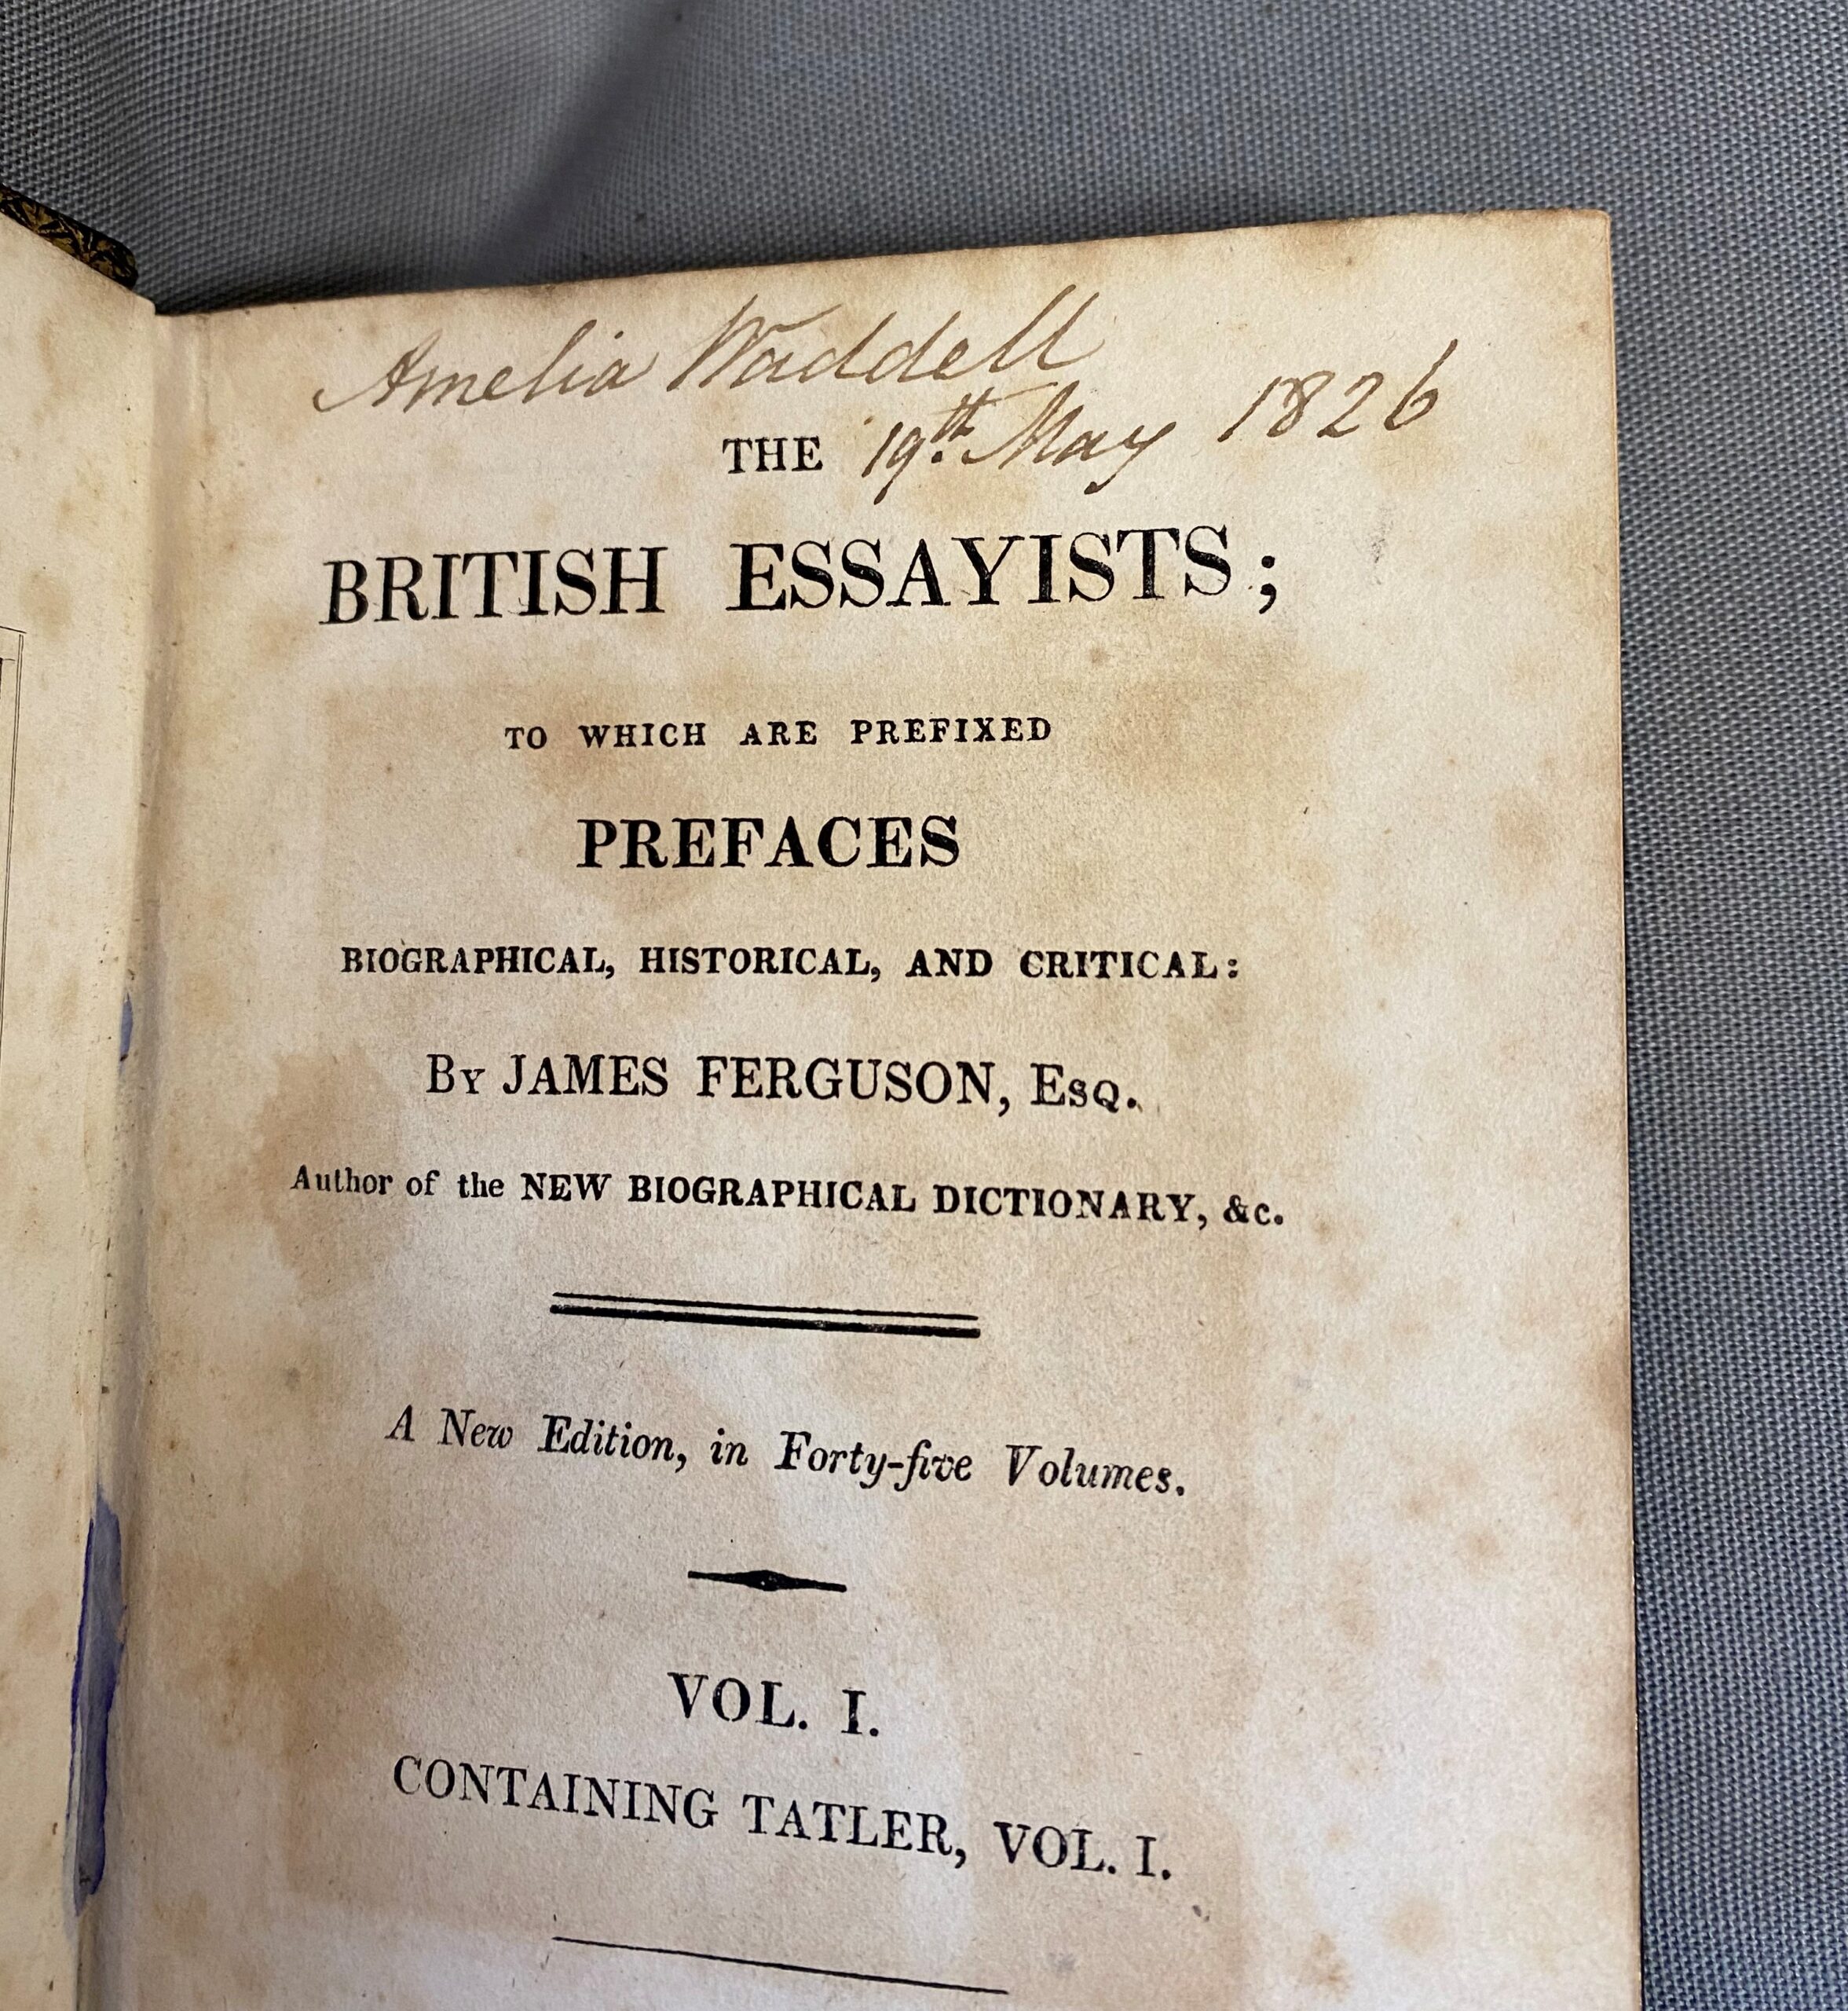 Amelia Waddell
19th. May 1826
THE
BRITISH ESSAYISTS;
TO WHICH ARE PREFIXED
PREFACES
BIOGRAPHICAL, HISTORICAL, AND CRITICAL:
By JAMES FERGUSON, Esq.
Author of the NEW BIOGRAPHICAL DICTIONARY, &c.
A New Edition, in Forty-five Volumes.
VOL. I.
CONTAINING TATLER, VOL. I.